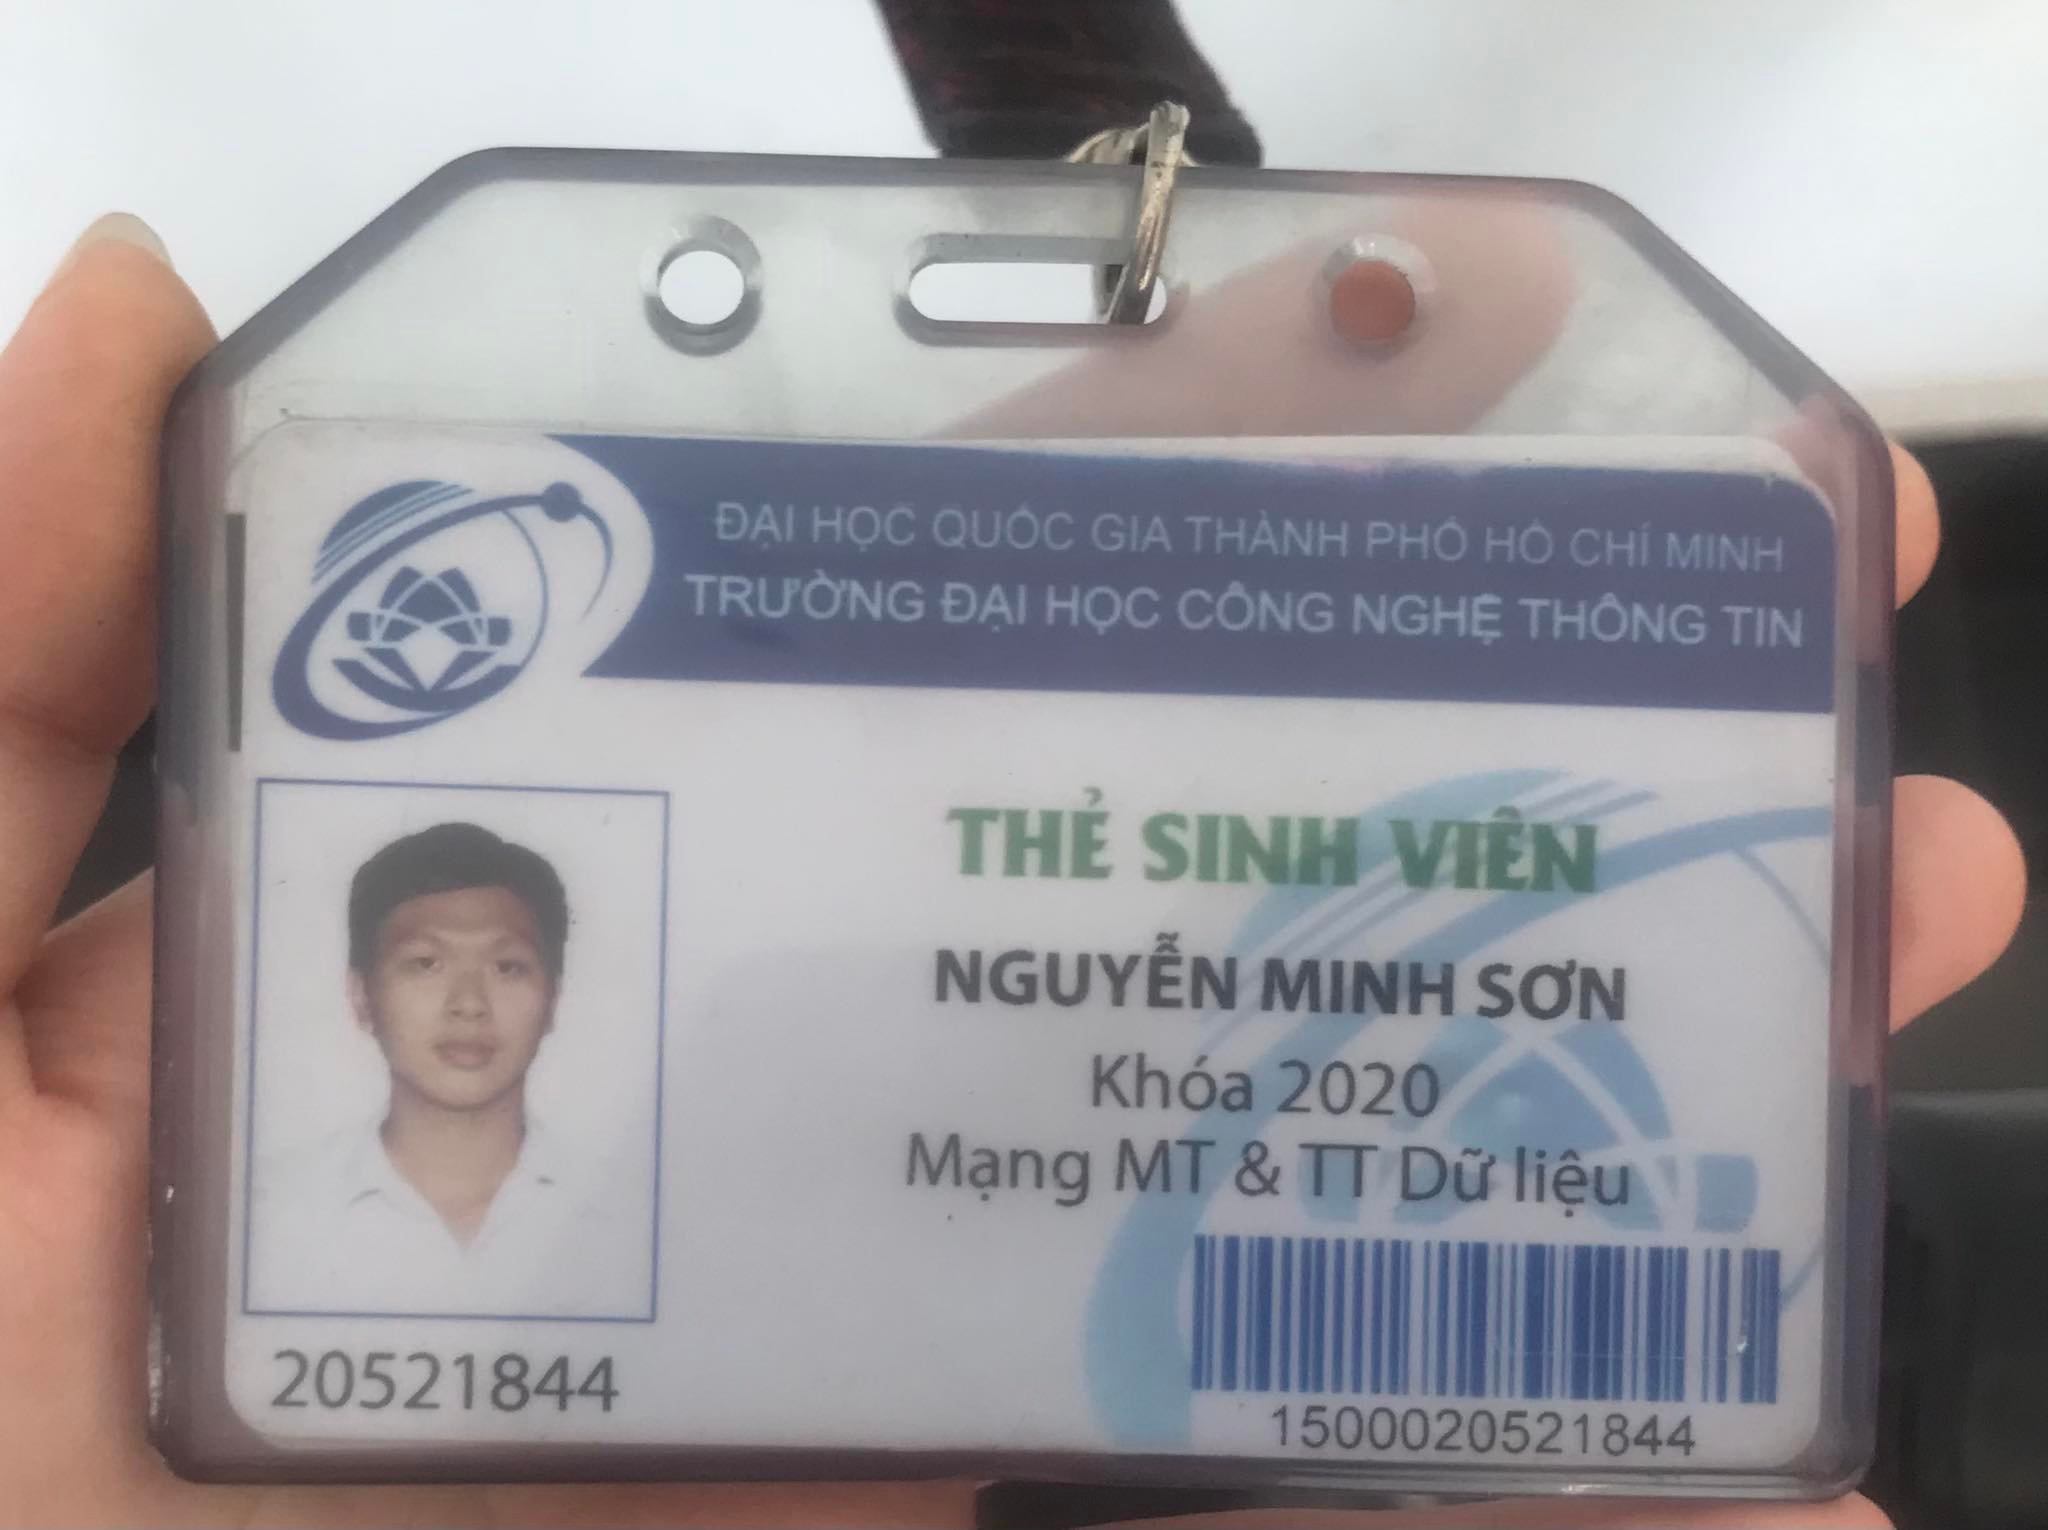 ĐẠI HỌC QUỐC GIA THÀNH PHỐ HỒ CHÍ MINH
TRƯỜNG ĐẠI HỌC CÔNG NGHỆ THÔNG TIN
THẺ SINH VIÊN
NGUYỄN MINH SƠN
Khóa 2020
Mạng MT & TT Dữ liệu
20521844
1500020521844